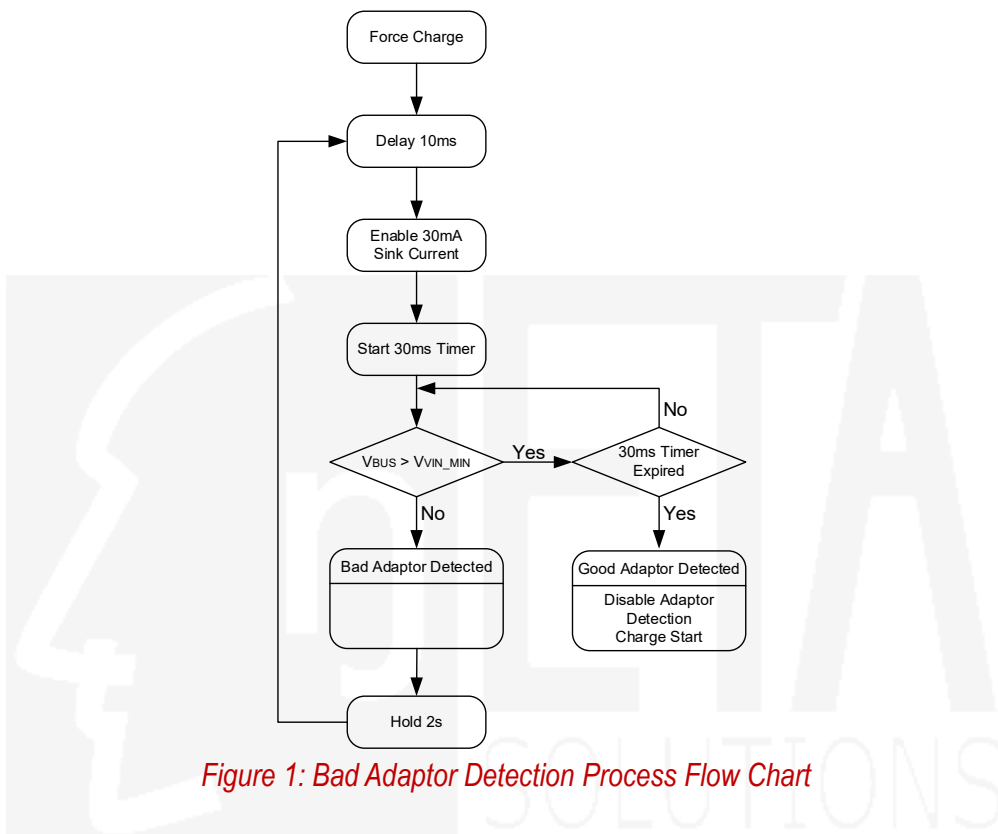 Force Charge
Delay 10ms
Enable 30mA
Sink Current
Start 30ms Timer
No
VBUS > VVIN_MIN
Yes
30ms Timer
Expired
No
Yes
Bad Adaptor Detected
Good Adaptor Detected
Disable Adaptor
Detection
Charge Start
Hold 2s
ηETA
SOLUTIONS
Figure 1: Bad Adaptor Detection Process Flow Chart